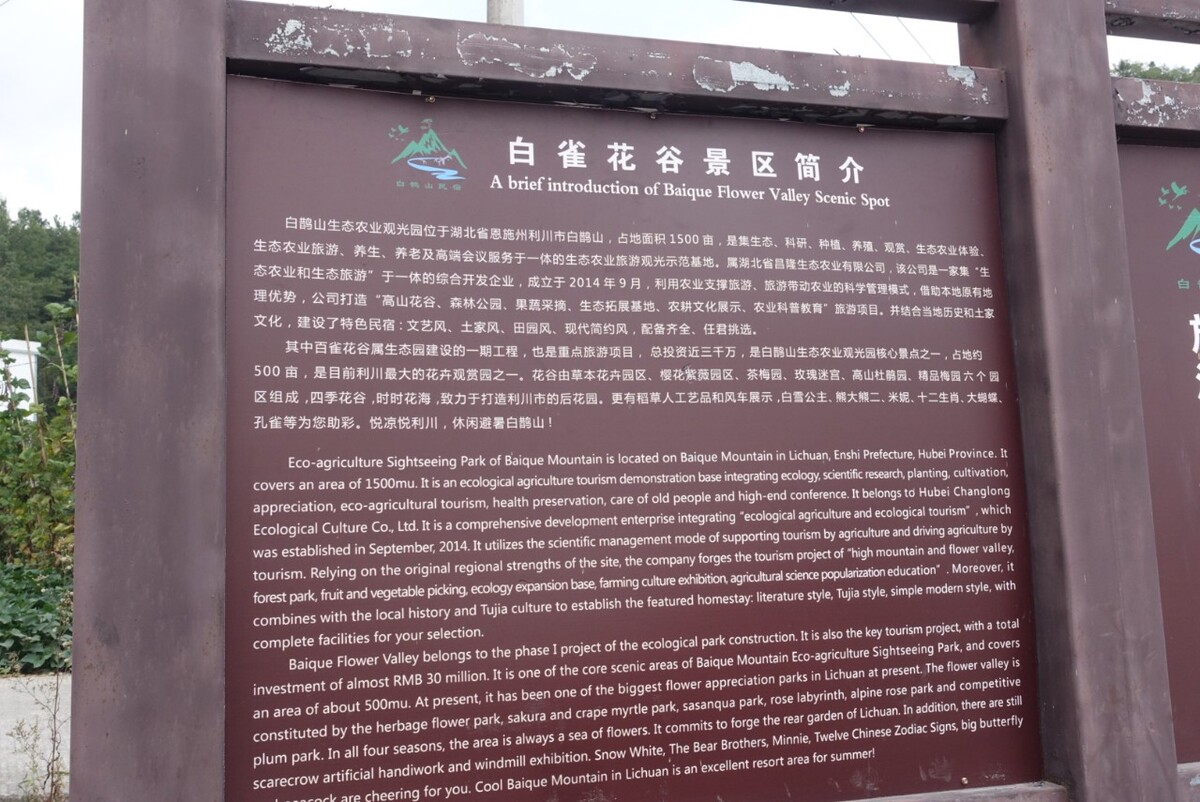 白鹊山民宿
白雀花谷景区简介
A brief introduction of Baique Flower Valley Scenic Spot
白鹊山生态农业观光园位于湖北省恩施州利川市白鹊山，占地面积1500亩，是集生态、科研、种植、养殖、观赏、生态农业体验、
生态农业旅游、养生、养老及高端会议服务于一体的生态农业旅游观光示范基地。属湖北省昌隆生态农业有限公司，该公司是一家集“生
态农业和生态旅游”于一体的综合开发企业，成立于2014年9月，利用农业支撑旅游、旅游带动农业的科学管理模式，借助本地原有地
理优势，公司打造“高山花谷、森林公园、果蔬采摘、生态拓展基地、农耕文化展示、农业科普教育”旅游项目。并结合当地历史和土家
文化，建设了特色民宿：文艺风、土家风、田园风、现代简约风，配备齐全、任君挑选。
其中百雀花谷属生态园建设的一期工程，也是重点旅游项目，总投资近三千万，是白鹊山生态农业观光园核心景点之一，占地约
500亩，是目前利川最大的花卉观赏园之一。花谷由草本花卉园区、樱花紫薇园区、茶梅园、玫瑰迷宫、高山杜鹃园、精品梅园六个园
区组成，四季花谷，时时花海，致力于打造利川市的后花园。更有稻草人工艺品和风车展示，白雪公主、熊大熊二、米妮、十二生肖、大蝴蝶、
孔雀等为您助彩。悦凉悦利川，休闲避暑白鹊山！
Eco-agriculture Sightseeing Park of Baique Mountain is located on Baique Mountain in Lichuan, Enshi Prefecture, Hubei Province. It
covers an area of 1500mu. It is an ecological agriculture tourism demonstration base integrating ecology, scientific research, planting, cultivation,
appreciation, eco-agricultural tourism, health preservation, care of old people and high-end conference. It belongs to Hubei Changlong
Ecological Culture Co., Ltd. It is a comprehensive development enterprise integrating “ecological agriculture and ecological tourism”, which
was established in September, 2014. It utilizes the scientific management mode of supporting tourism by agriculture and driving agriculture by
tourism. Relying on the original regional strengths of the site, the company forges the tourism project of “high mountain and flower valley,
forest park, fruit and vegetable picking, ecology expansion base, farming culture exhibition, agricultural science popularization education”. Moreover, it
combines with the local history and Tujia culture to establish the featured homestay: literature style, Tujia style, simple modern style, with
complete facilities for your selection.
Baique Flower Valley belongs to the phase I project of the ecological park construction. It is also the key tourism project, with a total
investment of almost RMB 30 million. It is one of the core scenic areas of Baique Mountain Eco-agriculture Sightseeing Park, and covers
an area of about 500mu. At present, it has been one of the biggest flower appreciation parks in Lichuan at present. The flower valley is
constituted by the herbage flower park, sakura and crape myrtle park, sasanqua park, rose labyrinth, alpine rose park and competitive
plum park. In all four seasons, the area is always a sea of flowers. It commits to forge the rear garden of Lichuan. In addition, there are still
scarecrow artificial handiwork and windmill exhibition. Snow White, The Bear Brothers, Minnie, Twelve Chinese Zodiac Signs, big butterfly
are cheering for you. Cool Baique Mountain in Lichuan is an excellent resort area for summer!